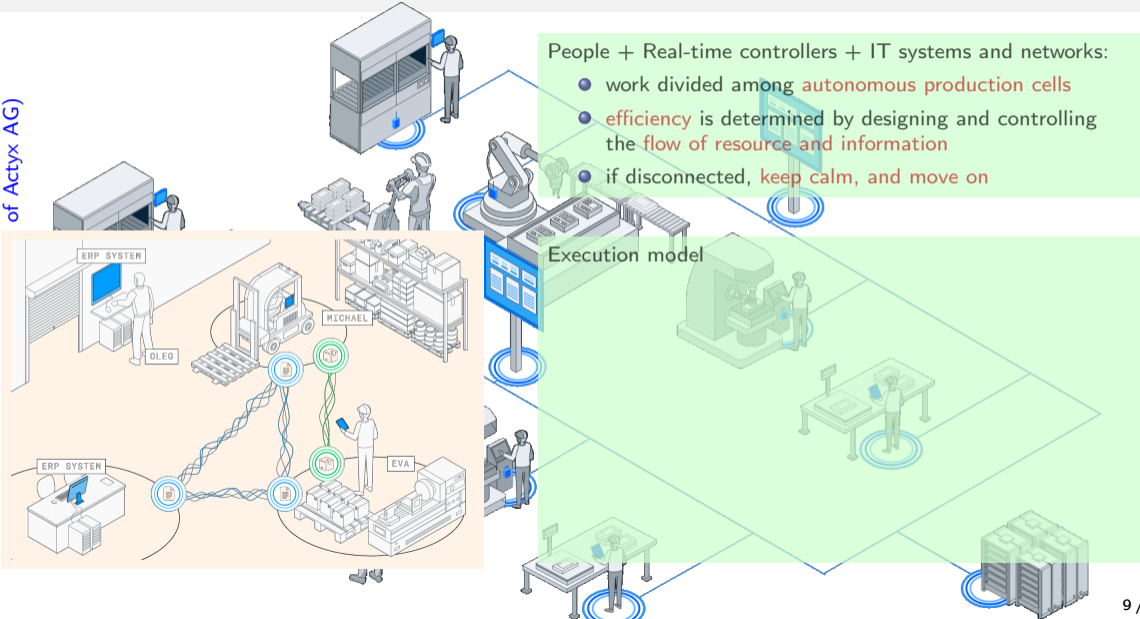 of Actyx AG)
People + Real-time controllers + IT systems and networks:
work divided among autonomous production cells
efficiency is determined by designing and controlling
the flow of resource and information
if disconnected, keep calm, and move on
Execution model
ERP SYSTEM
MICHAEL
OLEG
ERP SYSTEM
EVA
9 /